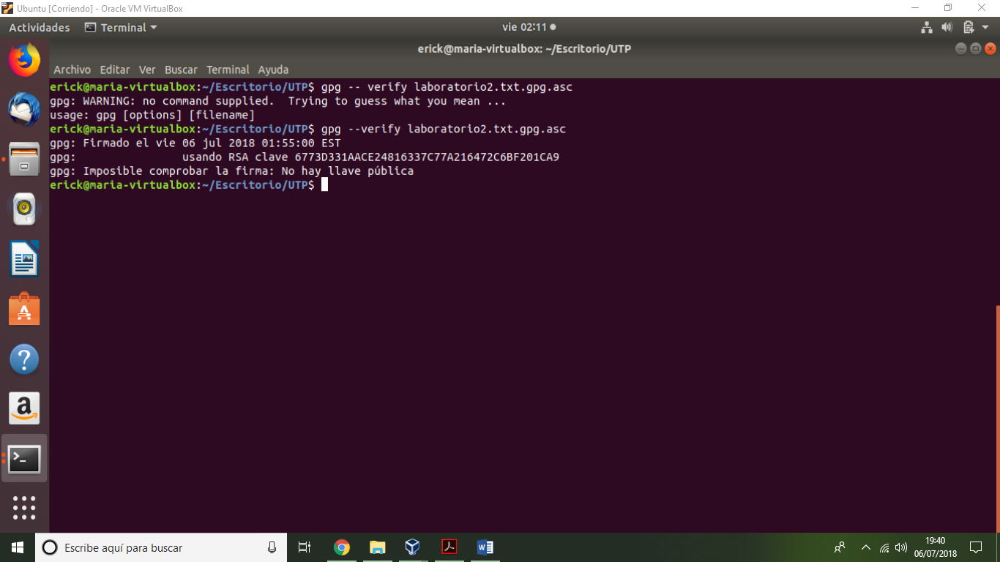 Ubuntu [Corriendo] - Oracle VM VirtualBox
Actividades Terminal vie 02:11
erick@maria-virtualbox: ~/Escritorio/UTP
Archivo Editar Ver Buscar Terminal Ayuda
erick@maria-virtualbox:~/Escritorio/UTP$ gpg -- verify laboratorio2.txt.gpg.asc
gpg: WARNING: no command supplied.  Trying to guess what you mean ...
usage: gpg [options] [filename]
erick@maria-virtualbox:~/Escritorio/UTP$ gpg --verify laboratorio2.txt.gpg.asc
gpg: Firmado el vie 06 jul 2018 01:55:00 EST
gpg:                usando RSA clave 6773D331AACE24816337C77A216472C6BF201CA9
gpg: Imposible comprobar la firma: No hay llave pública
erick@maria-virtualbox:~/Escritorio/UTP$
Escribe aquí para buscar
19:40
06/07/2018